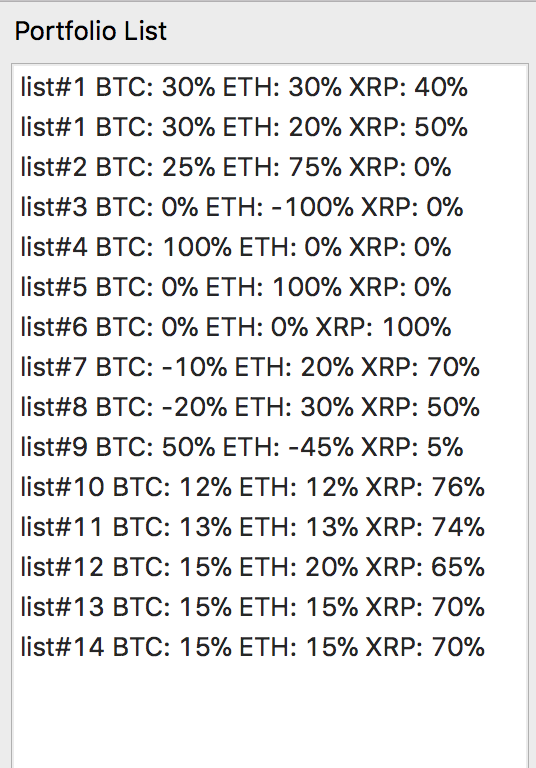 Portfolio List
list#1 BTC: 30% ETH: 30% XRP: 40%
list#1 BTC: 30% ETH: 20% XRP: 50%
list#2 BTC: 25% ETH: 75% XRP: 0%
list#3 BTC: 0% ETH: -100% XRP: 0%
list#4 BTC: 100% ETH: 0% XRP: 0%
list#5 BTC: 0% ETH: 100% XRP: 0%
list#6 BTC: 0% ETH: 0% XRP: 100%
list#7 BTC: -10% ETH: 20% XRP: 70%
list#8 BTC: -20% ETH: 30% XRP: 50%
list#9 BTC: 50% ETH: -45% XRP: 5%
list#10 BTC: 12% ETH: 12% XRP: 76%
list#11 BTC: 13% ETH: 13% XRP: 74%
list#12 BTC: 15% ETH: 20% XRP: 65%
list#13 BTC: 15% ETH: 15% XRP: 70%
list#14 BTC: 15% ETH: 15% XRP: 70%